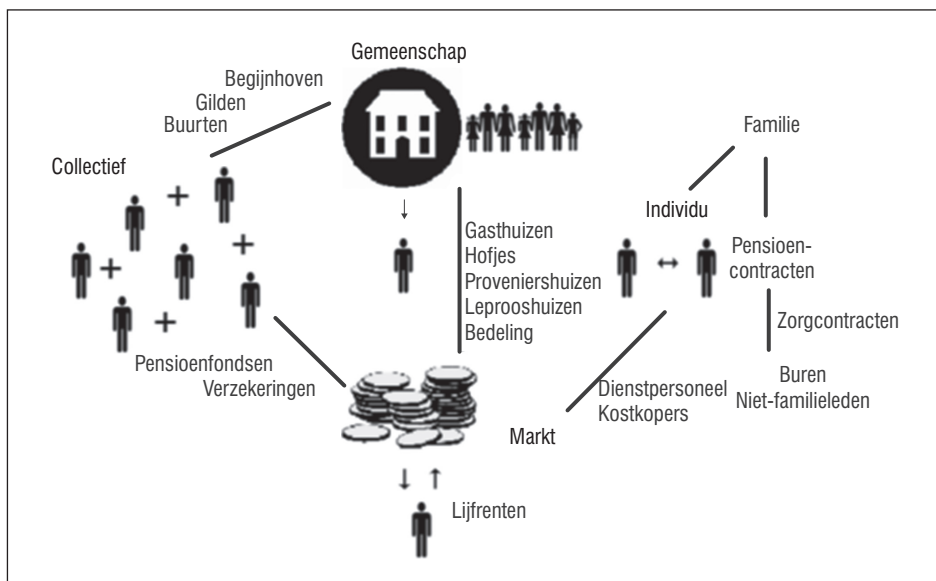 Gemeenschap
Begijnhoven
Gilden
Buurten
Collectief
Familie
Individu
Gasthuizen
Hofjes
Proveniershuizen
Leprooshuizen
Bedeling
Pensioen-
contracten
Zorgcontracten
Pensioenfondsen
Verzekeringen
Dienstpersoneel
Kostkopers
Buren
Niet-familieleden
Markt
Lijfrenten